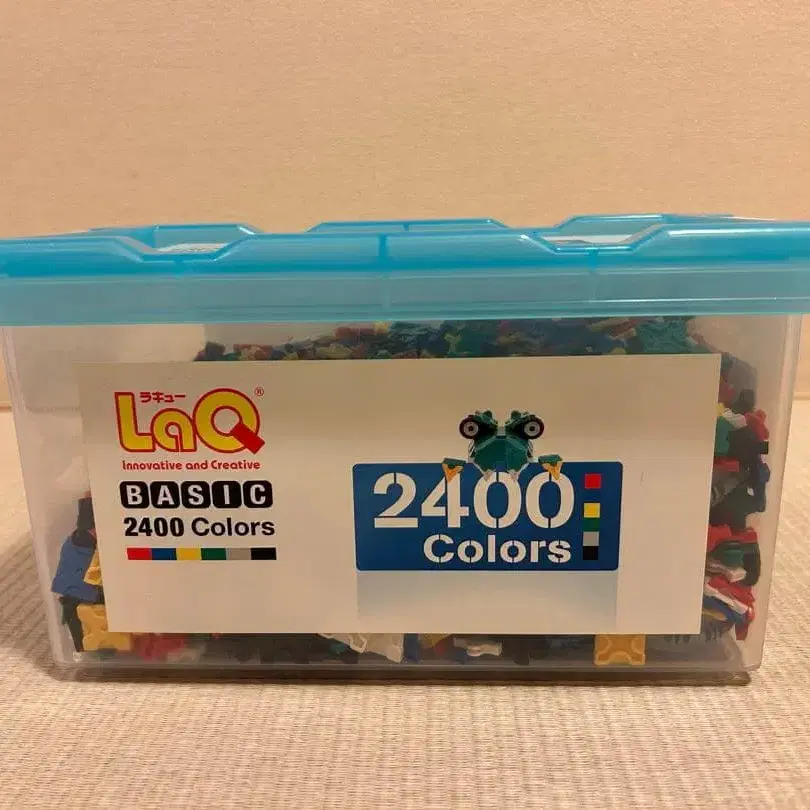 ラキュー
LaQ®
Innovative and Creative
BASIC
2400 Colors
2400
Colors